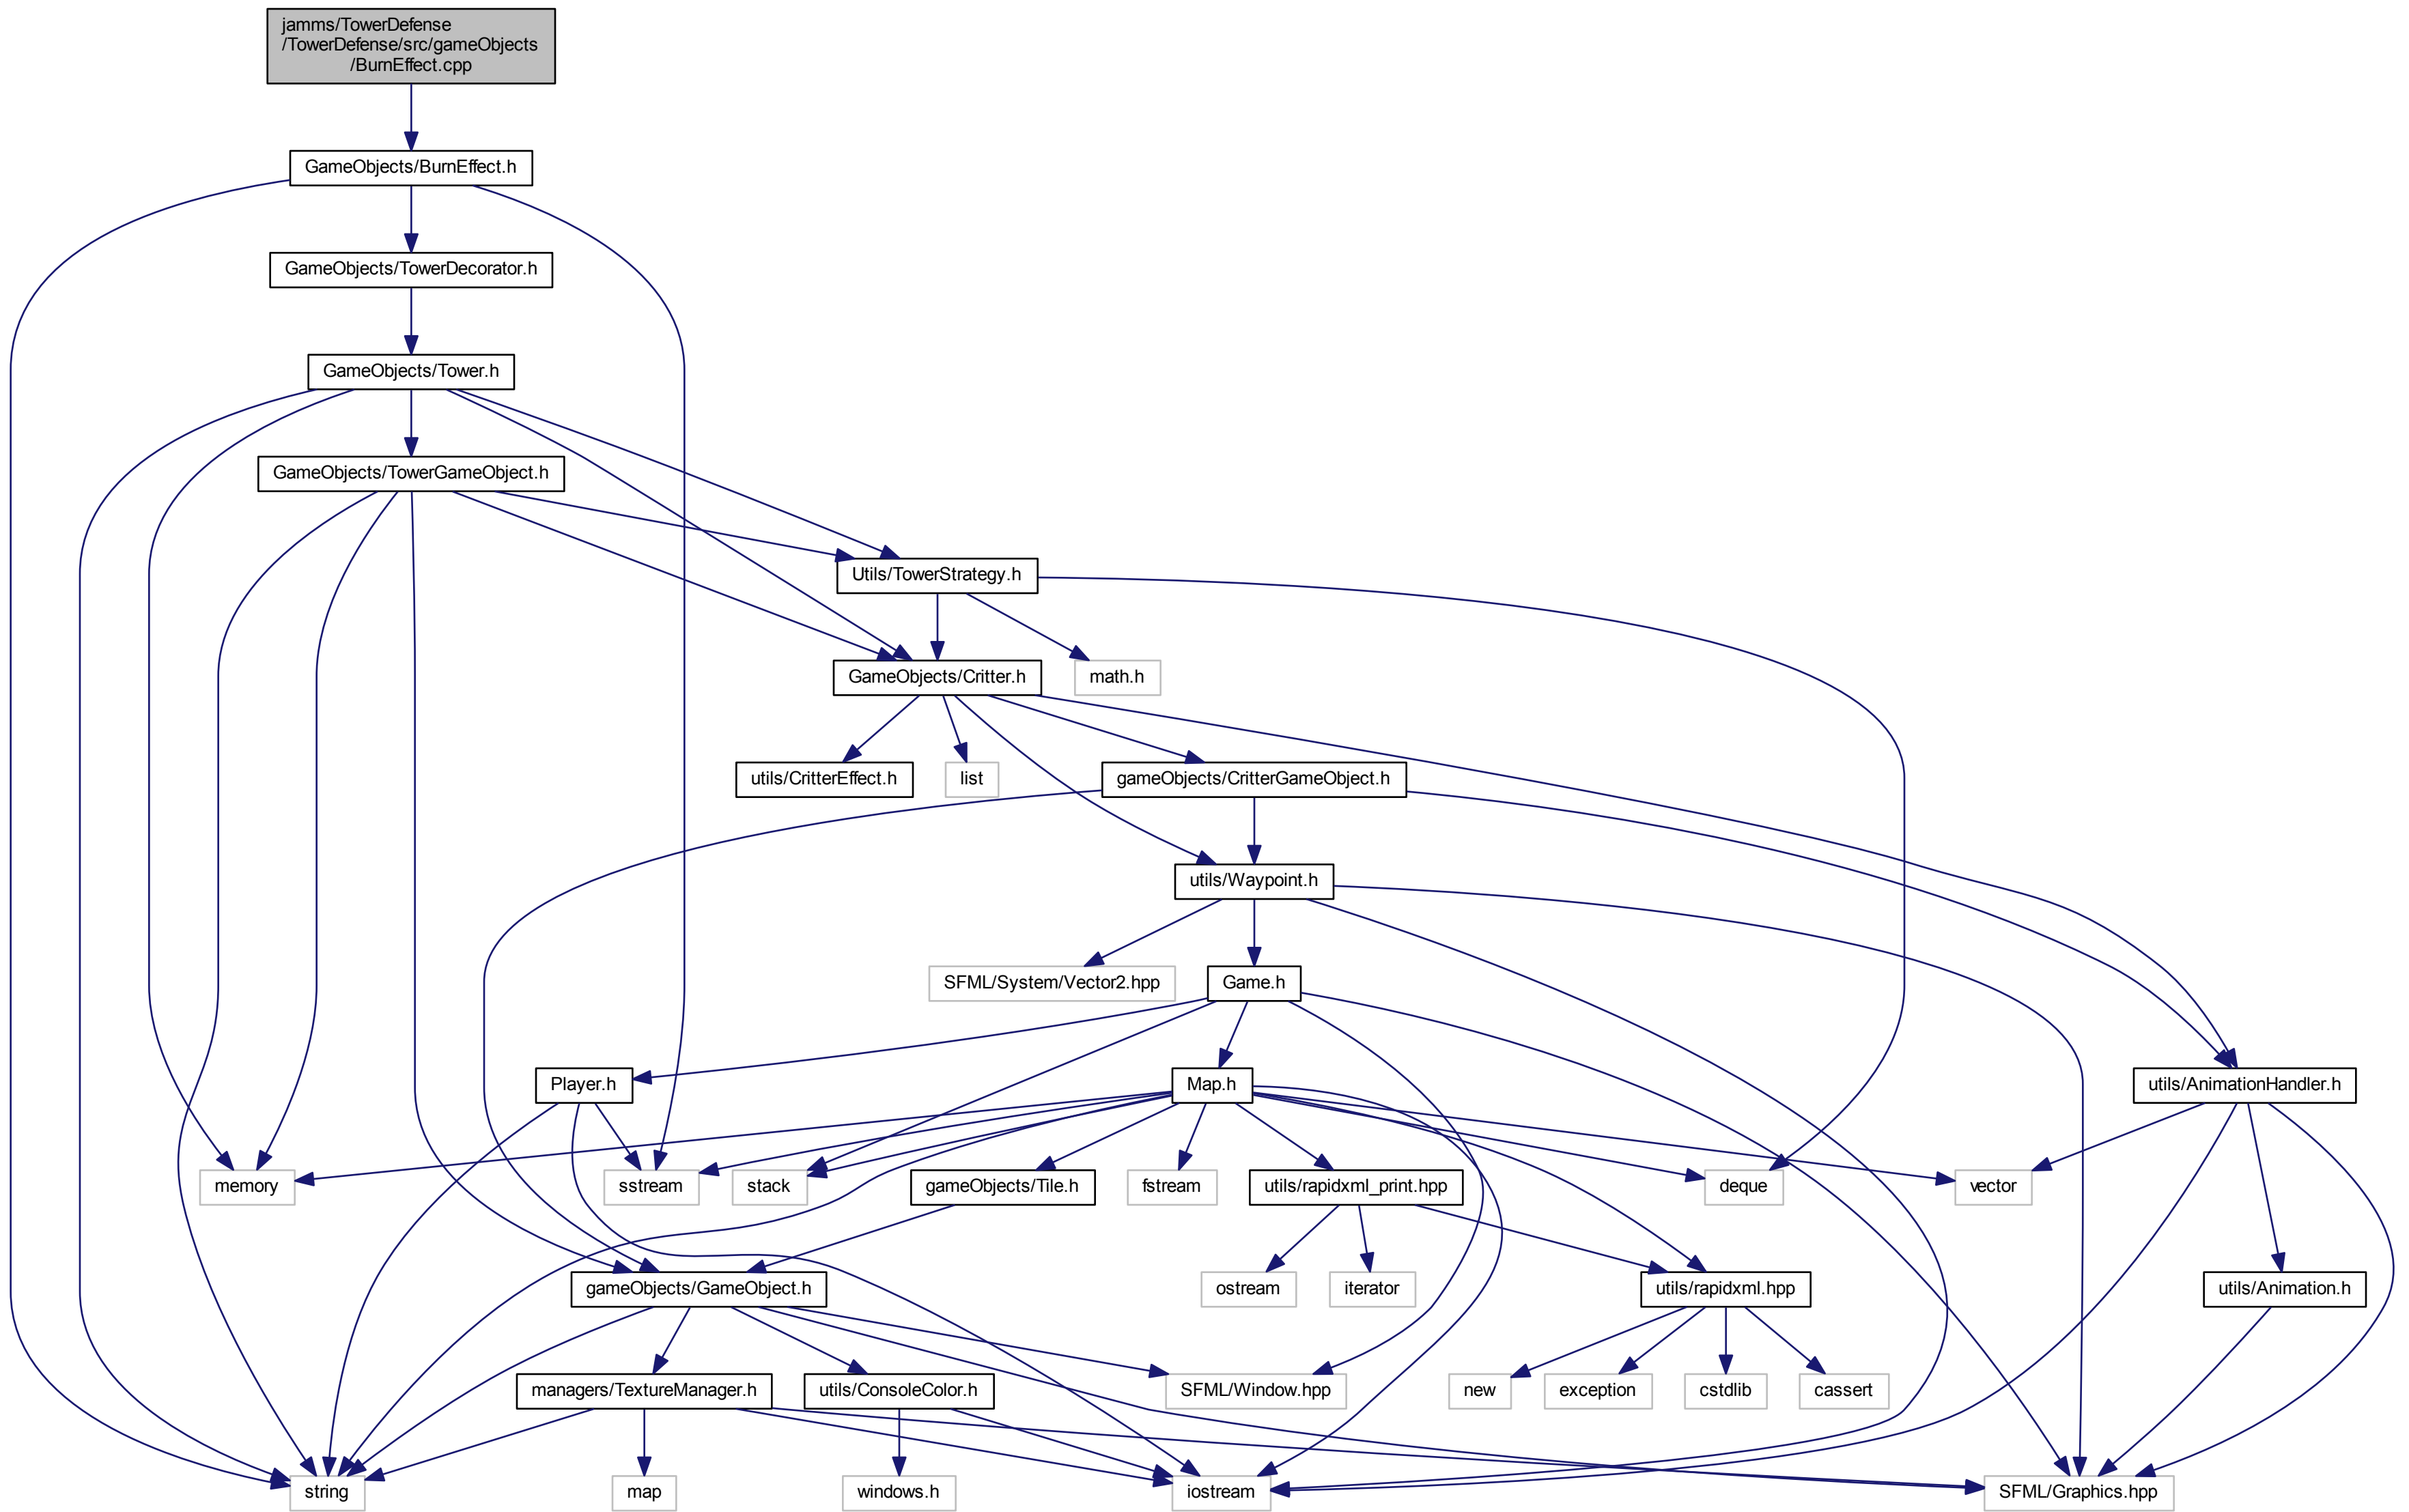 jamms/TowerDefense
/TowerDefense/src/gameObjects
/BurnEffect.cpp
GameObjects/BurnEffect.h
GameObjects/TowerDecorator.h
GameObjects/Tower.h
GameObjects/TowerGameObject.h
Utils/TowerStrategy.h
GameObjects/Critter.h
math.h
utils/CritterEffect.h
list
gameObjects/CritterGameObject.h
utils/Waypoint.h
SFML/System/Vector2.hpp
Game.h
Player.h
Map.h
utils/AnimationHandler.h
memory
sstream
stack
gameObjects/Tile.h
fstream
utils/rapidxml_print.hpp
deque
vector
gameObjects/GameObject.h
ostream
iterator
utils/rapidxml.hpp
utils/Animation.h
managers/TextureManager.h
utils/ConsoleColor.h
SFML/Window.hpp
new
exception
cstdlib
cassert
string
map
windows.h
iostream
SFML/Graphics.hpp